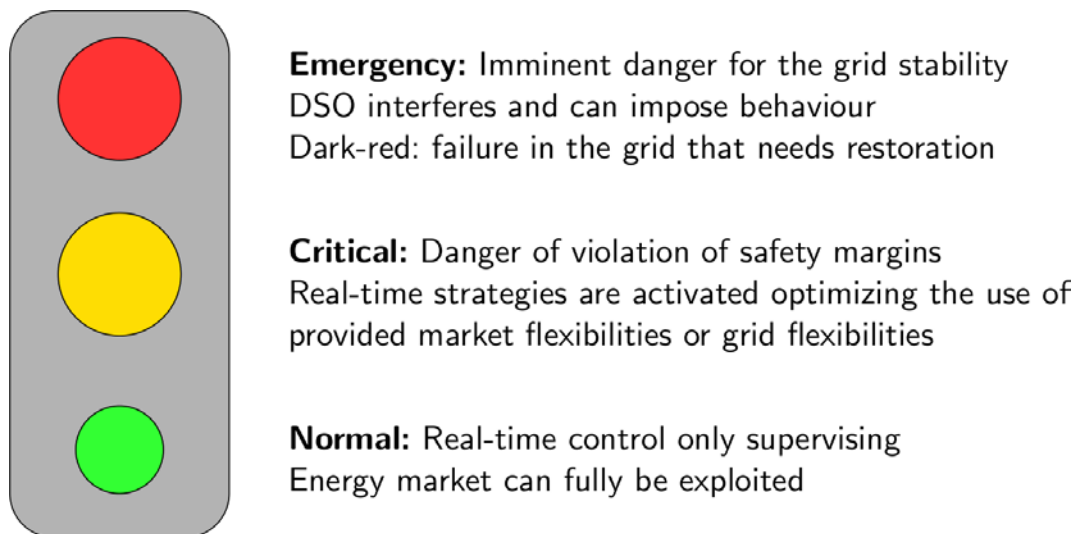 Emergency: Imminent danger for the grid stability
DSO interferes and can impose behaviour
Dark-red: failure in the grid that needs restoration
Critical: Danger of violation of safety margins
Real-time strategies are activated optimizing the use of
provided market flexibilities or grid flexibilities
Normal: Real-time control only supervising
Energy market can fully be exploited